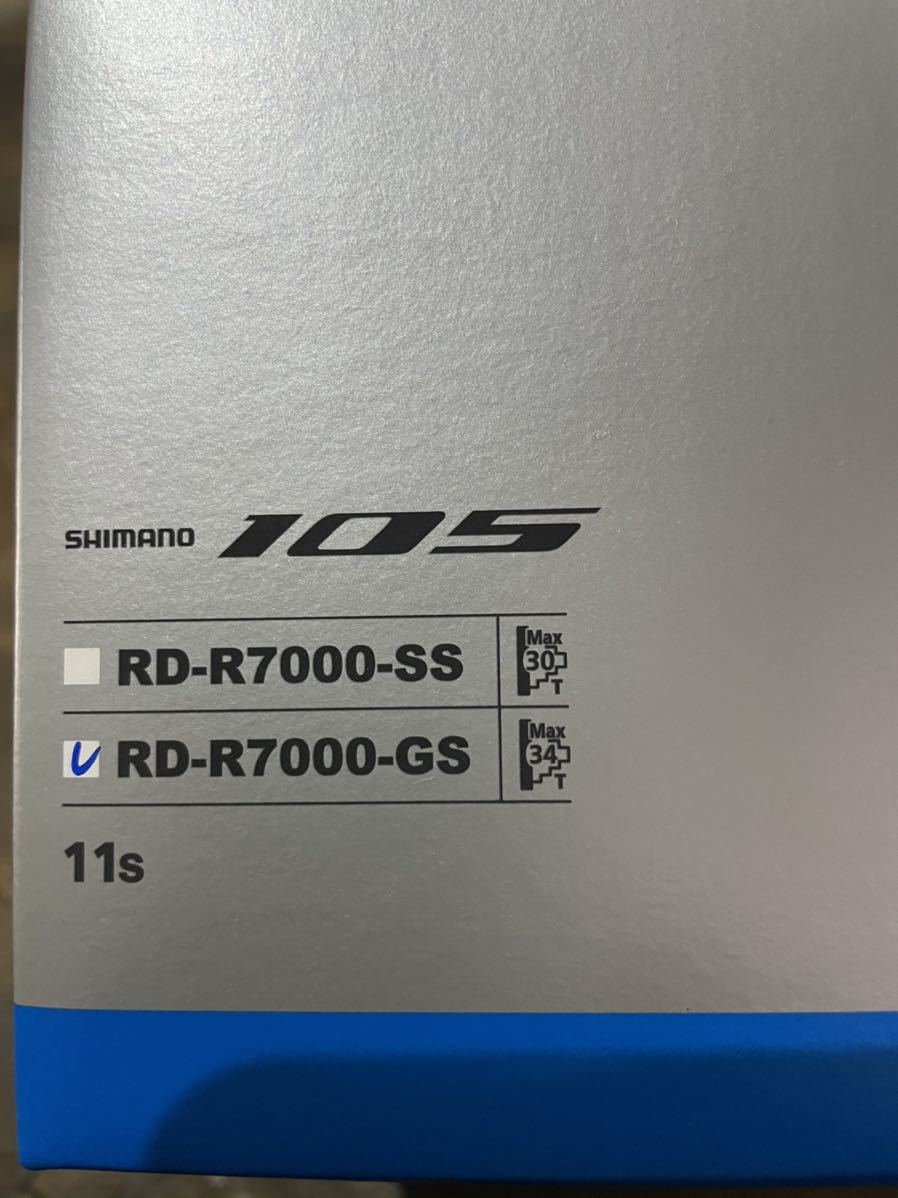 SHIMANO 105
RD-R7000-SS Max 30 T
RD-R7000-GS Max 34 T
11s